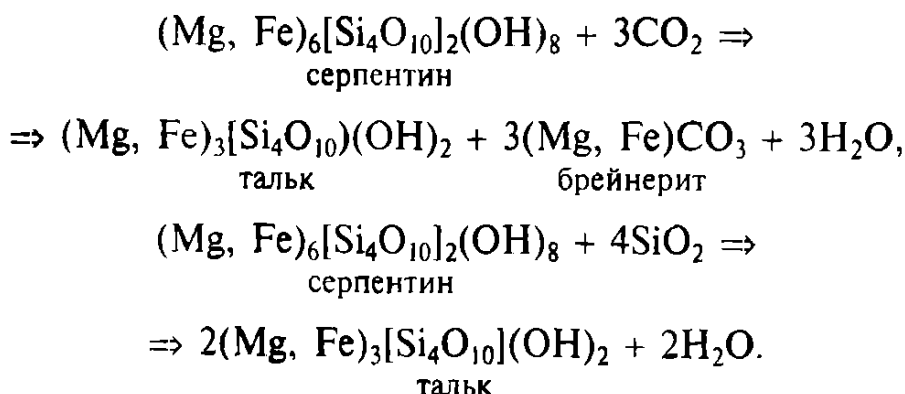 (Mg, Fe)₆[Si₄O₁₀]₂(OH)₈ + 3CO₂ ⇒
серпентин
⇒ (Mg, Fe)₃[Si₄O₁₀)(OH)₂ + 3(Mg, Fe)CO₃ + 3H₂O,
тальк брейнерит
(Mg, Fe)₆[Si₄O₁₀]₂(OH)₈ + 4SiO₂ ⇒
серпентин
⇒ 2(Mg, Fe)₃[Si₄O₁₀](OH)₂ + 2H₂O.
тальк